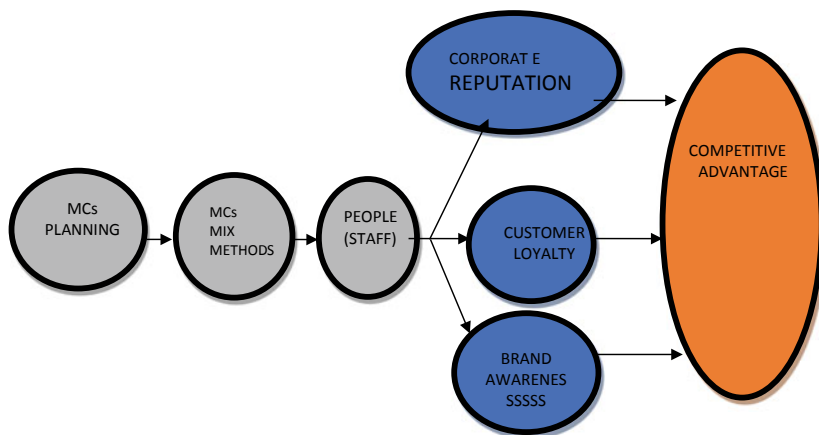 MCs
PLANNING
MCs
MIX
METHODS
PEOPLE
(STAFF)
CORPORAT E
REPUTATION
CUSTOMER
LOYALTY
BRAND
AWARENES
SSSSS
COMPETITIVE
ADVANTAGE